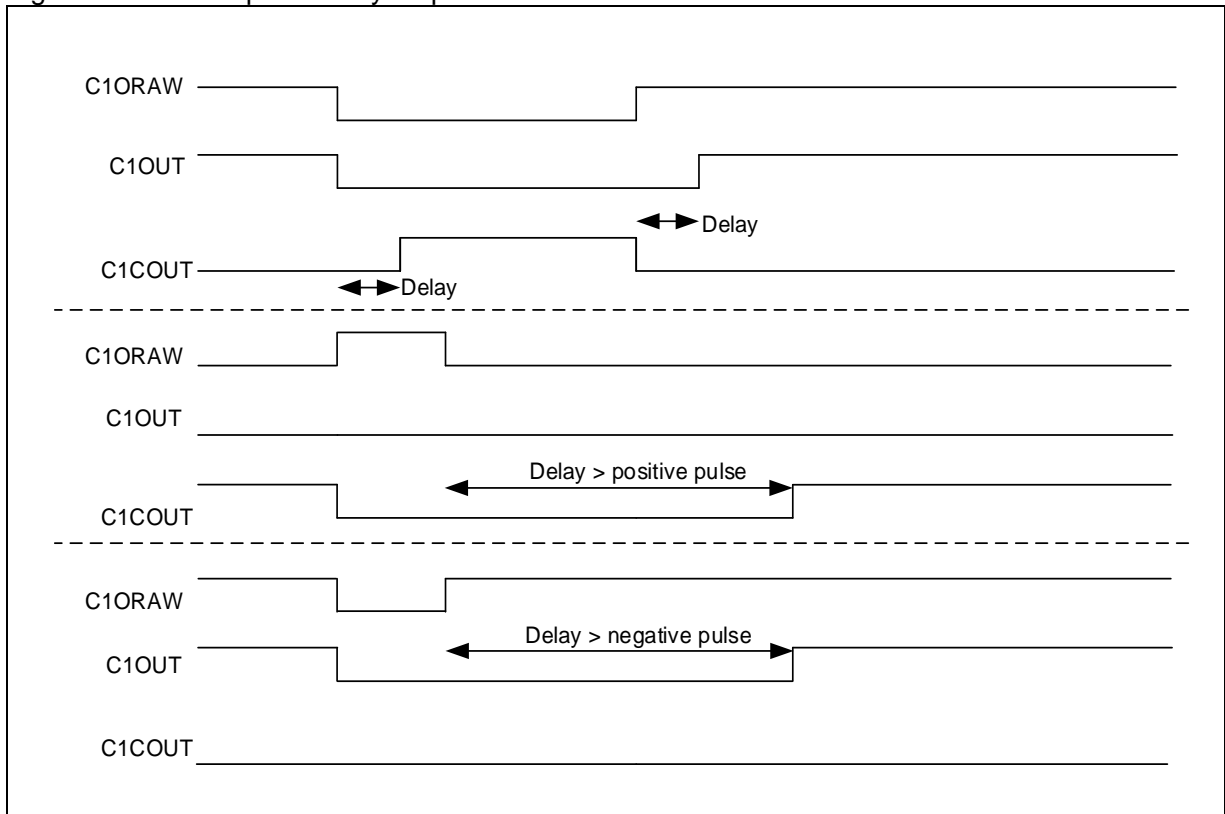 C1ORAW
C1OUT
Delay
C1COUT
Delay
C1ORAW
C1OUT
Delay > positive pulse
C1COUT
C1ORAW
Delay > negative pulse
C1OUT
C1COUT